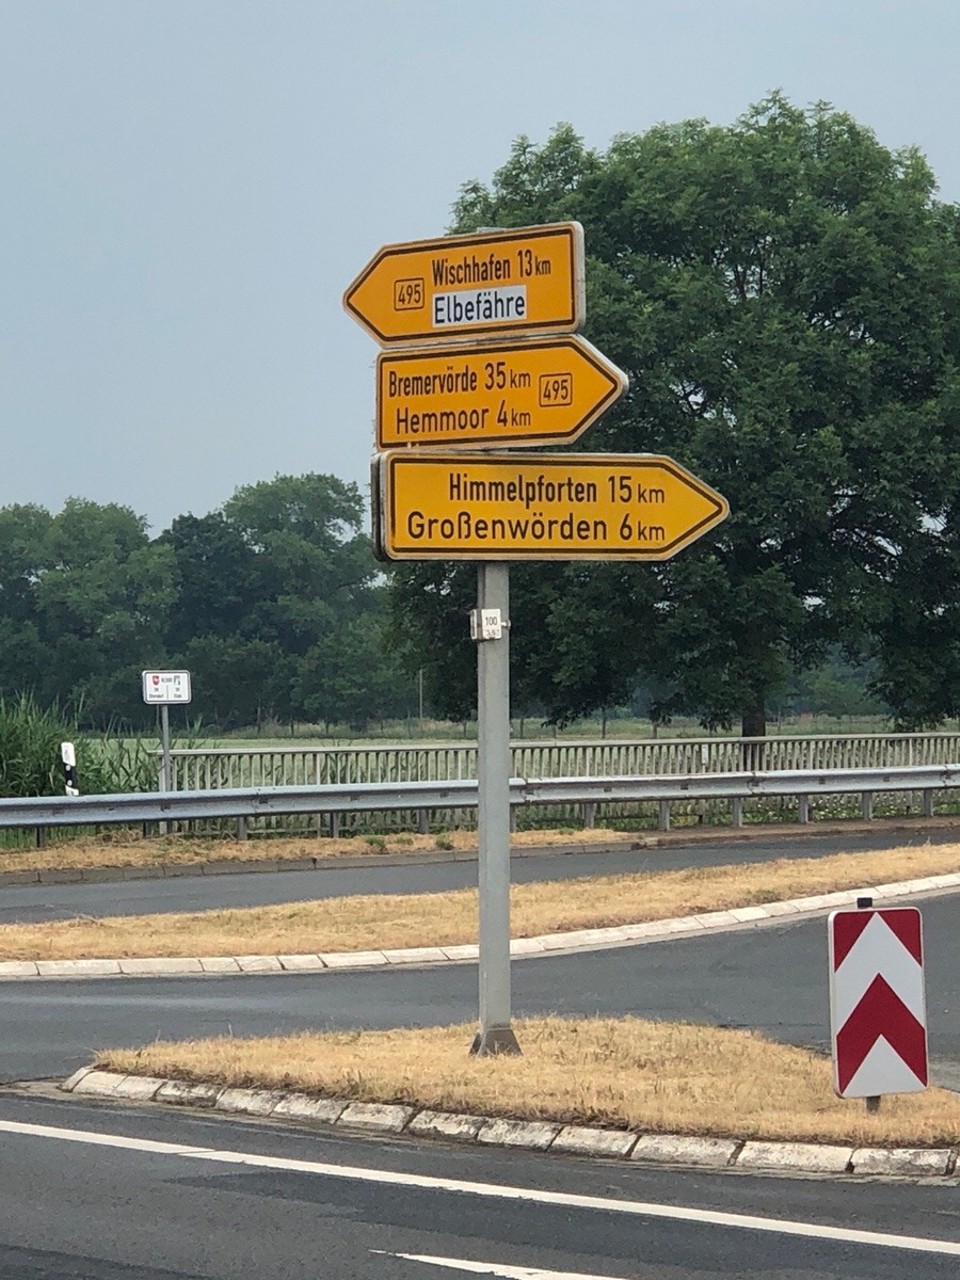 Wischhafen 13 km
495
Elbefähre
Bremervörde 35 km
495
Hemmoor 4 km
Himmelpforten 15 km
Großenwörden 6 km
100